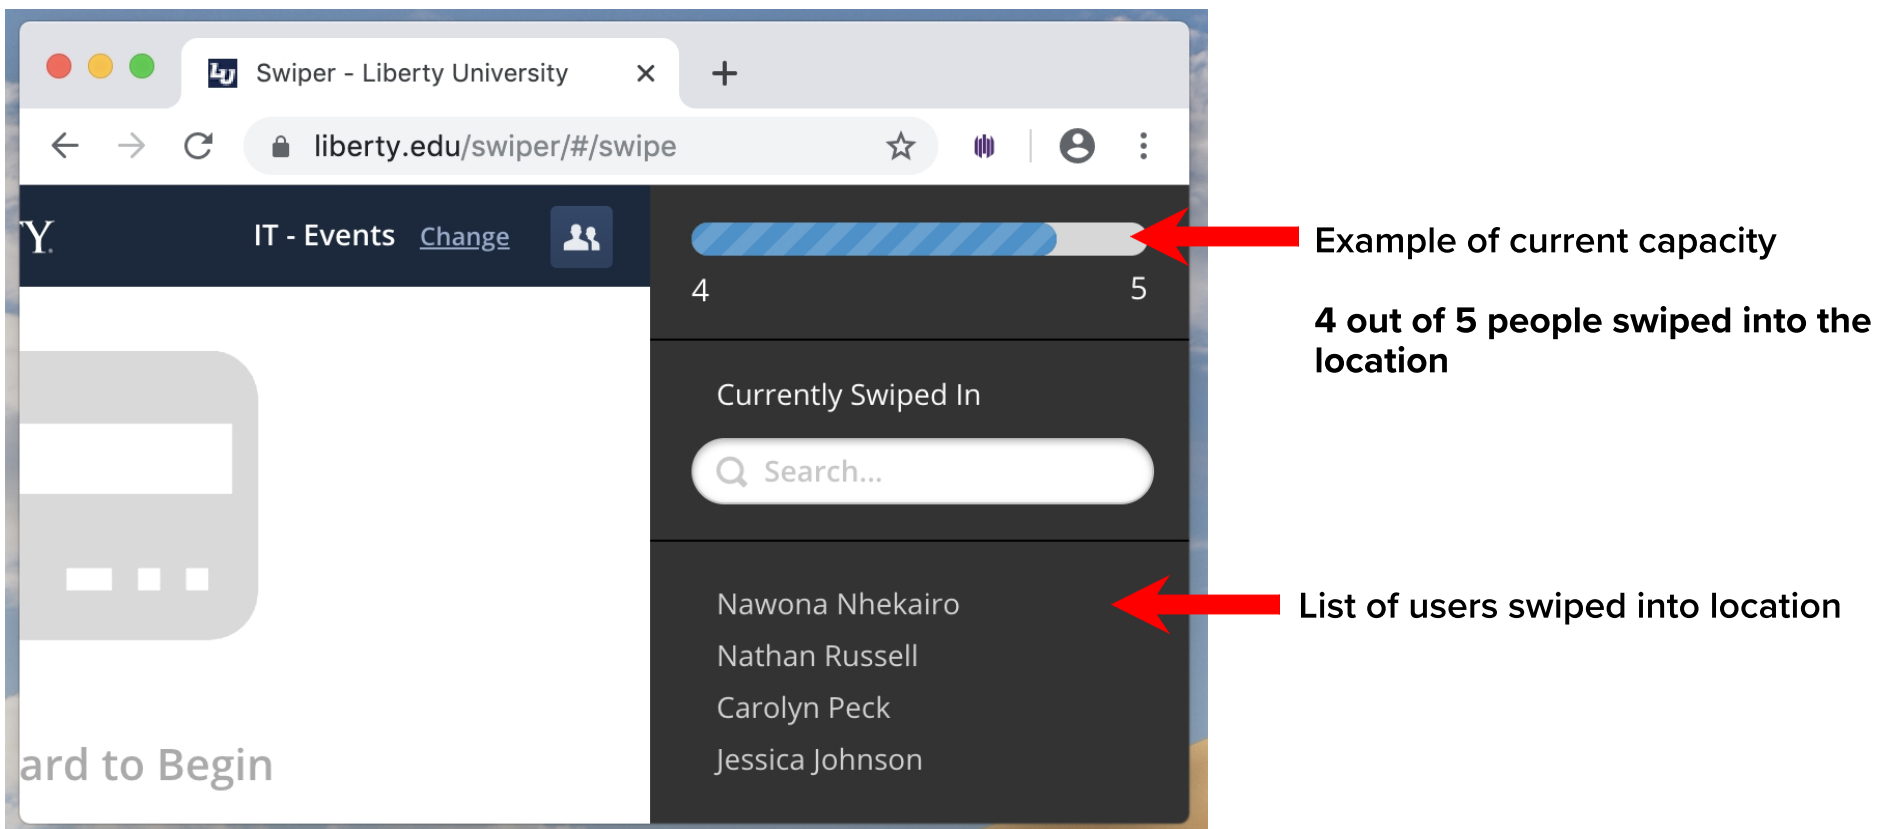 LU Swiper - Liberty University
liberty.edu/swiper/#/swipe
Y. IT - Events Change
4 5
Example of current capacity
4 out of 5 people swiped into the
location
Currently Swiped In
Search...
Nawona Nhekairo
List of users swiped into location
Nathan Russell
Carolyn Peck
Jessica Johnson
ard to Begin